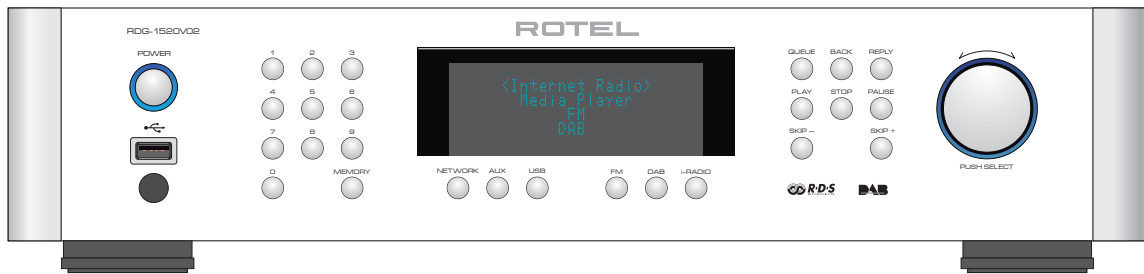 ROTEL
RDG-1520V02
POWER
1 2 3
4 5 6
7 8 9
0 MEMORY
<Internet Radio>
Media Player
FM
DAB
NETWORK AUX USB FM DAB i-RADIO
QUEUE BACK REPLY
PLAY STOP PAUSE
SKIP – SKIP +
PUSH SELECT
R·D·S DAB